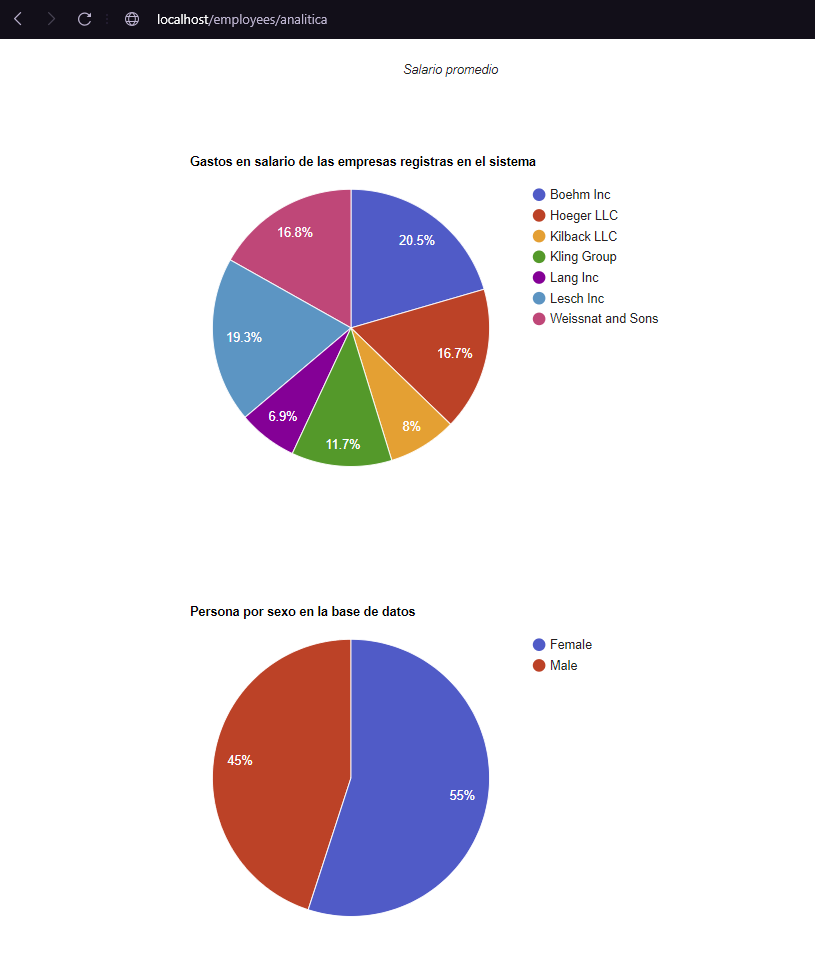 localhost/employees/analitica
Salario promedio
Gastos en salario de las empresas registras en el sistema
Boehm Inc
Hoeger LLC
Kilback LLC
Kling Group
Lang Inc
Lesch Inc
Weissnat and Sons
16.8%
20.5%
19.3%
16.7%
6.9%
8%
11.7%
Persona por sexo en la base de datos
Female
Male
45%
55%